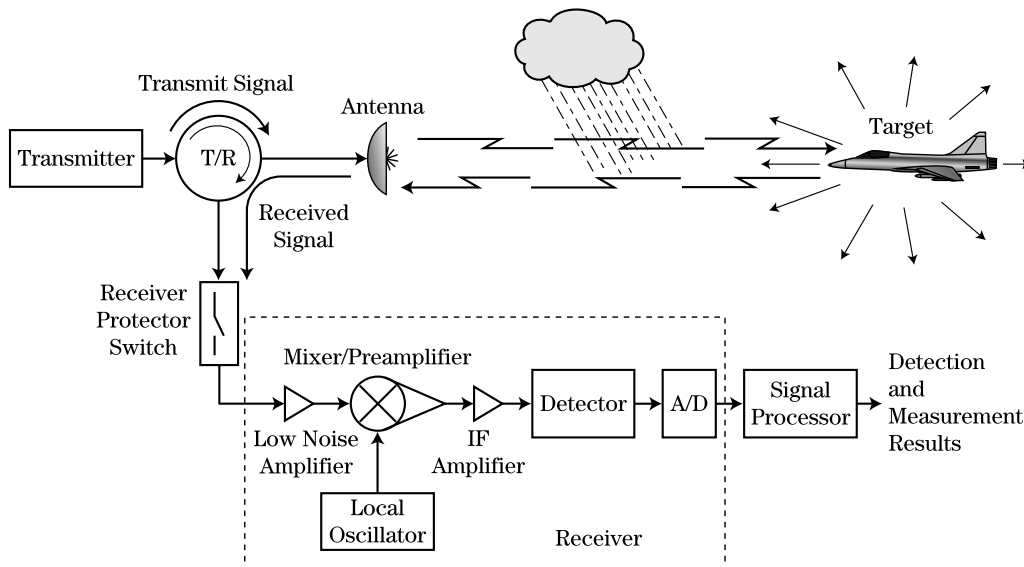 Transmit Signal
Antenna
Target
Transmitter
T/R
Received
Signal
Receiver
Protector
Switch
Mixer/Preamplifier
Detector
A/D
Signal
Processor
Detection
and
Measurement
Results
Low Noise
Amplifier
IF
Amplifier
Local
Oscillator
Receiver